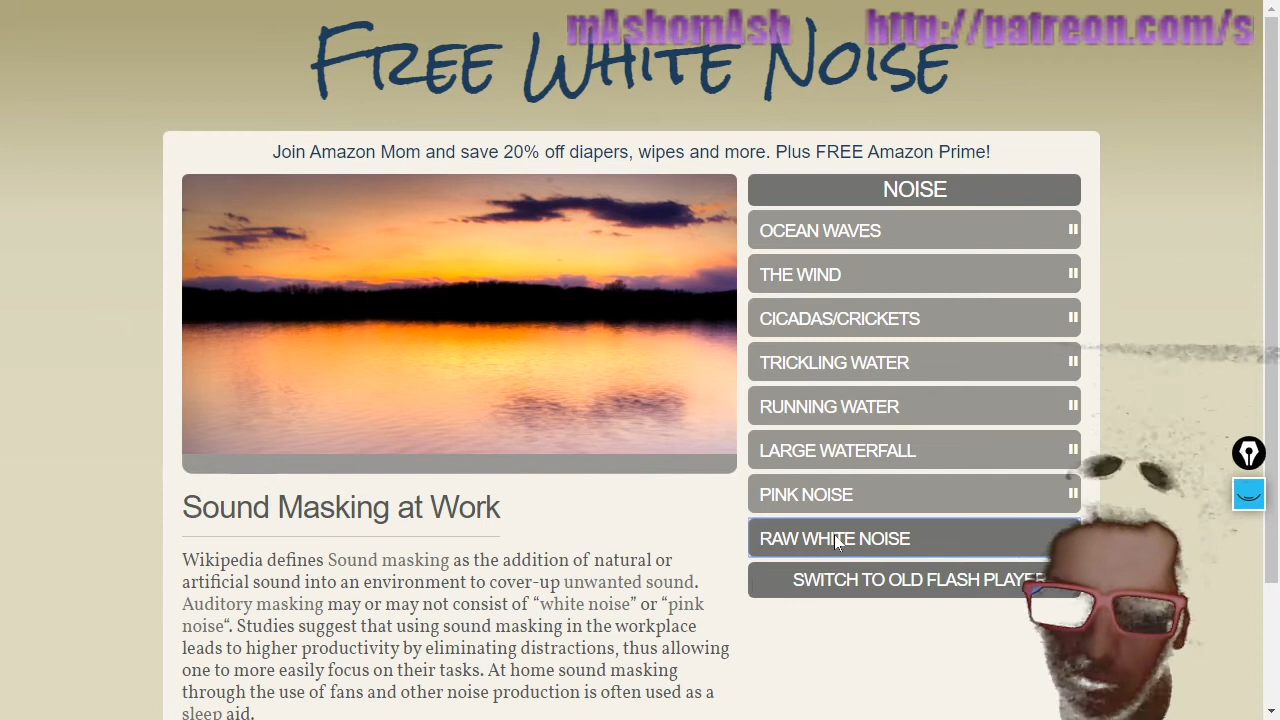 mAshomAsh http://patreon.com/s
FREE WHITE NOISE
Join Amazon Mom and save 20% off diapers, wipes and more. Plus FREE Amazon Prime!
NOISE
OCEAN WAVES
THE WIND
CICADAS/CRICKETS
TRICKLING WATER
RUNNING WATER
LARGE WATERFALL
PINK NOISE
RAW WHITE NOISE
SWITCH TO OLD FLASH PLAYER
Sound Masking at Work
Wikipedia defines Sound masking as the addition of natural or
artificial sound into an environment to cover-up unwanted sound.
Auditory masking may or may not consist of “white noise” or “pink
noise“. Studies suggest that using sound masking in the workplace
leads to higher productivity by eliminating distractions, thus allowing
one to more easily focus on their tasks. At home sound masking
through the use of fans and other noise production is often used as a
sleep aid.